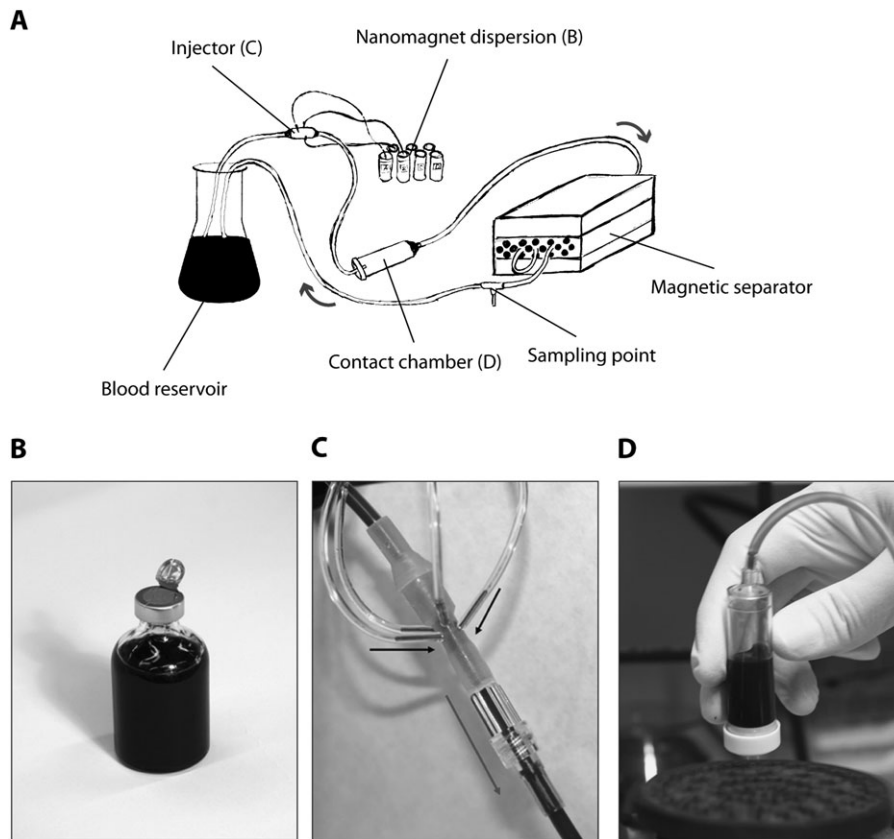 A
Injector (C)
Nanomagnet dispersion (B)
Magnetic separator
Sampling point
Contact chamber (D)
Blood reservoir
B
C
D